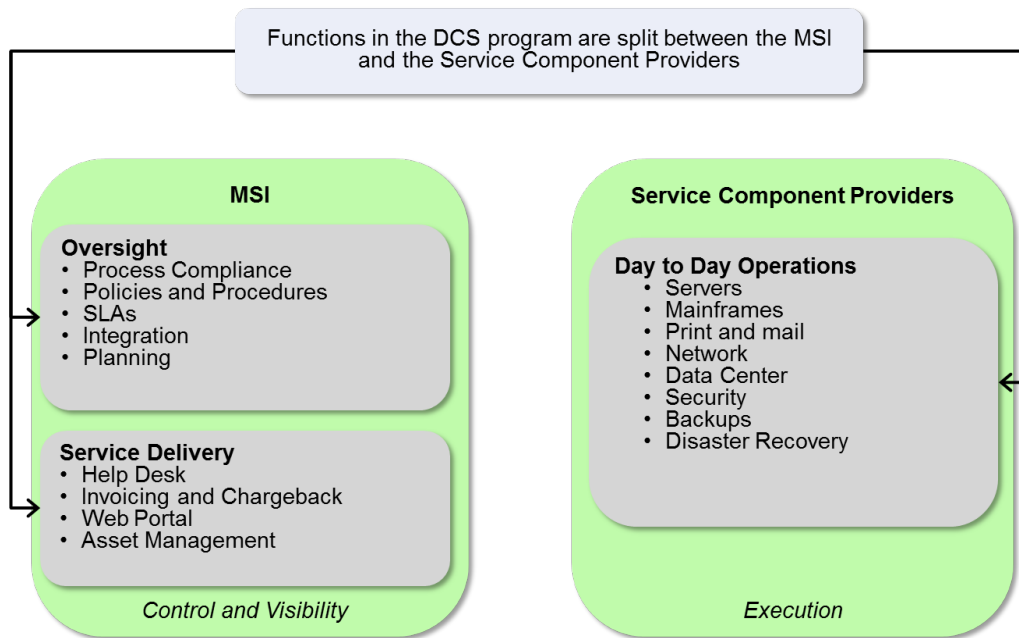 Functions in the DCS program are split between the MSI
and the Service Component Providers
MSI
Oversight
• Process Compliance
• Policies and Procedures
• SLAs
• Integration
• Planning
Service Delivery
• Help Desk
• Invoicing and Chargeback
• Web Portal
• Asset Management
Control and Visibility
Service Component Providers
Day to Day Operations
• Servers
• Mainframes
• Print and mail
• Network
• Data Center
• Security
• Backups
• Disaster Recovery
Execution